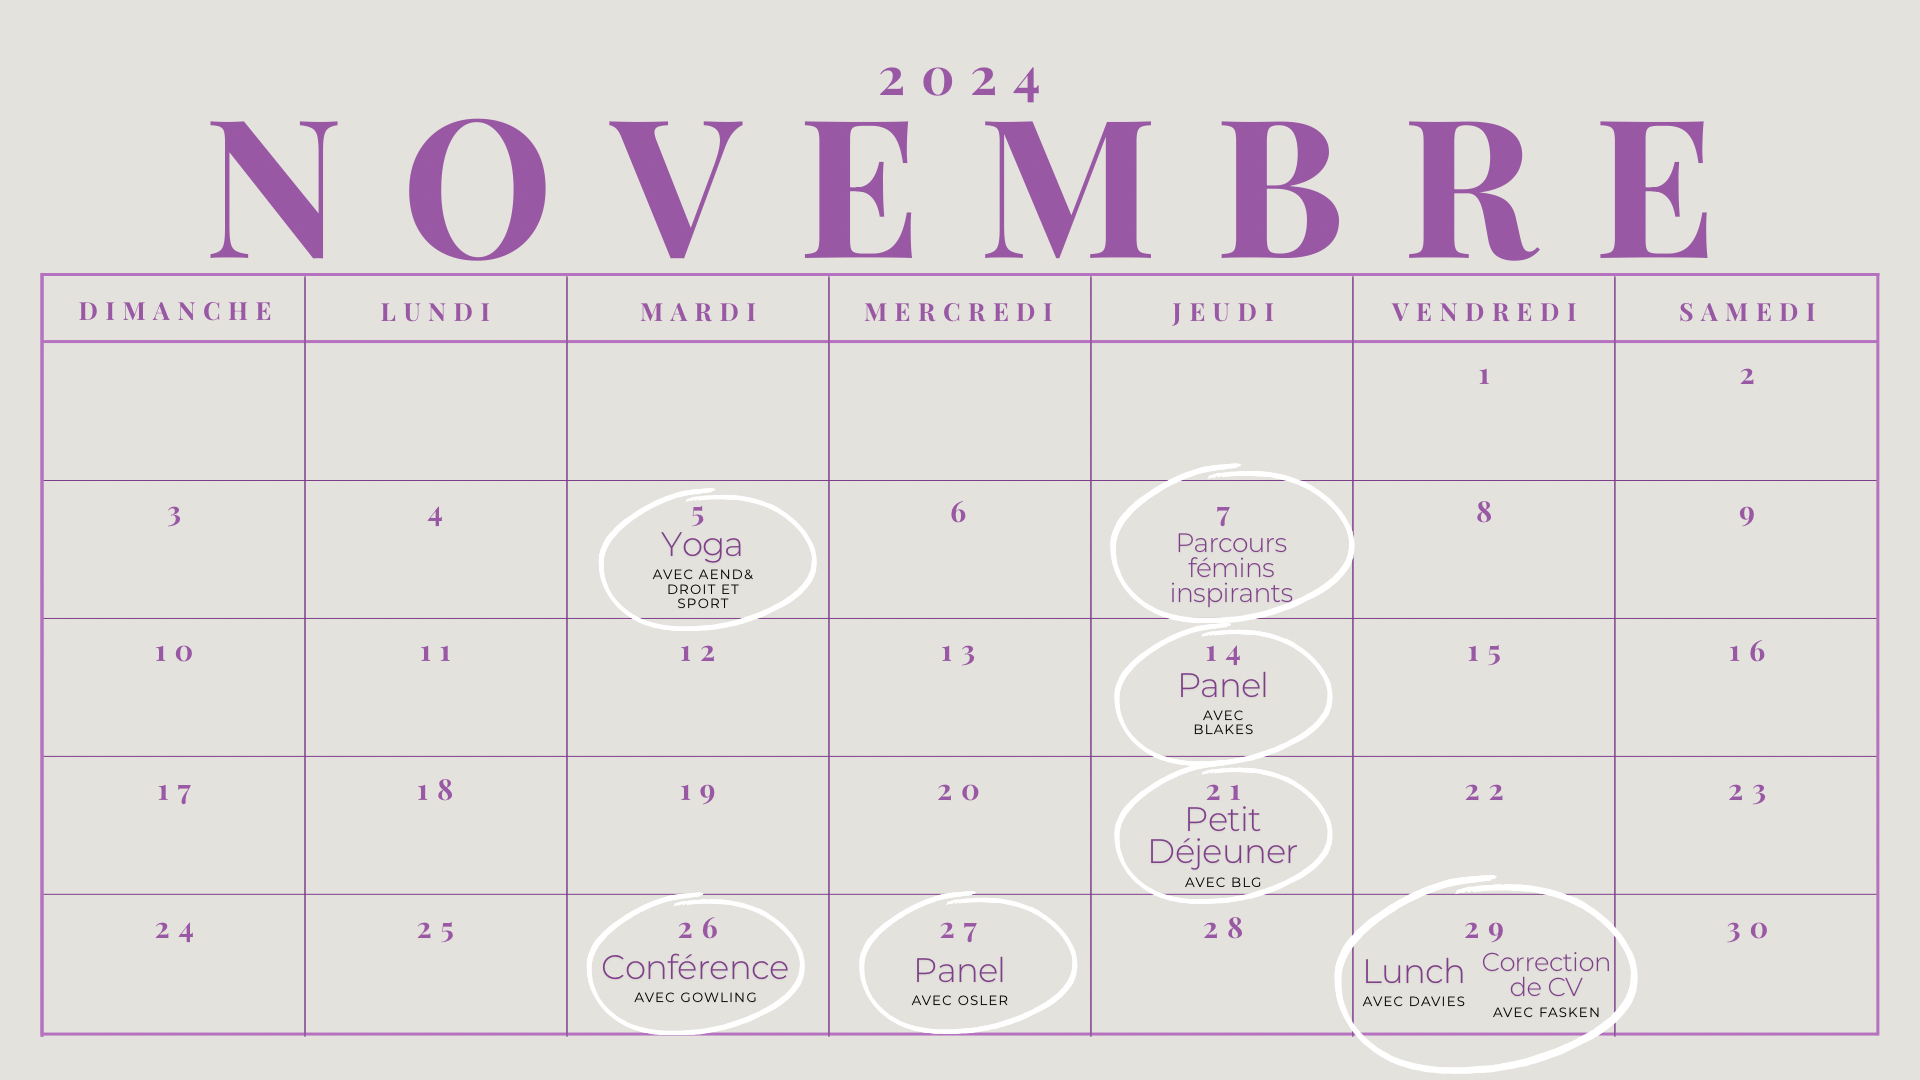 2024
NOVEMBRE
DIMANCHE LUNDI MARDI MERCREDI JEUDI VENDREDI SAMEDI
1 2
3 4 5 6 7 8 9
Yoga
AVEC AEND&
DROIT ET
SPORT
Parcours
fémins
inspirants
10 11 12 13 14 15 16
Panel
AVEC
BLAKES
17 18 19 20 21 22 23
Petit
Déjeuner
AVEC BLG
24 25 26 27 28 29 30
Conférence
AVEC GOWLING
Panel
AVEC OSLER
Lunch
AVEC DAVIES
Correction
de CV
AVEC FASKEN